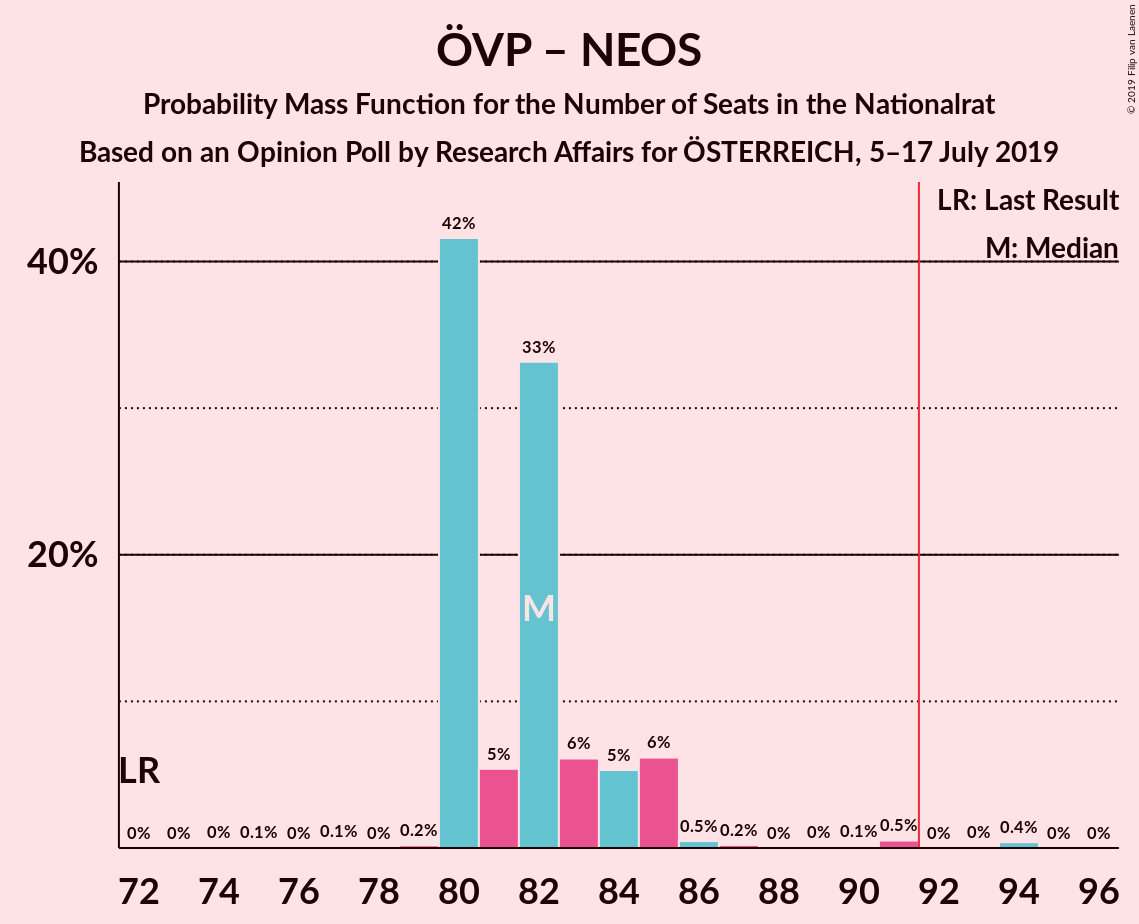 ÖVP – NEOS
Probability Mass Function for the Number of Seats in the Nationalrat
Based on an Opinion Poll by Research Affairs for ÖSTERREICH, 5–17 July 2019
© 2019 Filip van Laenen
LR: Last Result
M: Median
40%
20%
42%
33%
M
LR
0% 0% 0% 0.1% 0% 0.1% 0% 0.2% 5% 6% 5% 6% 0.5% 0.2% 0% 0% 0.1% 0.5% 0% 0% 0.4% 0% 0%
72 74 76 78 80 82 84 86 88 90 92 94 96